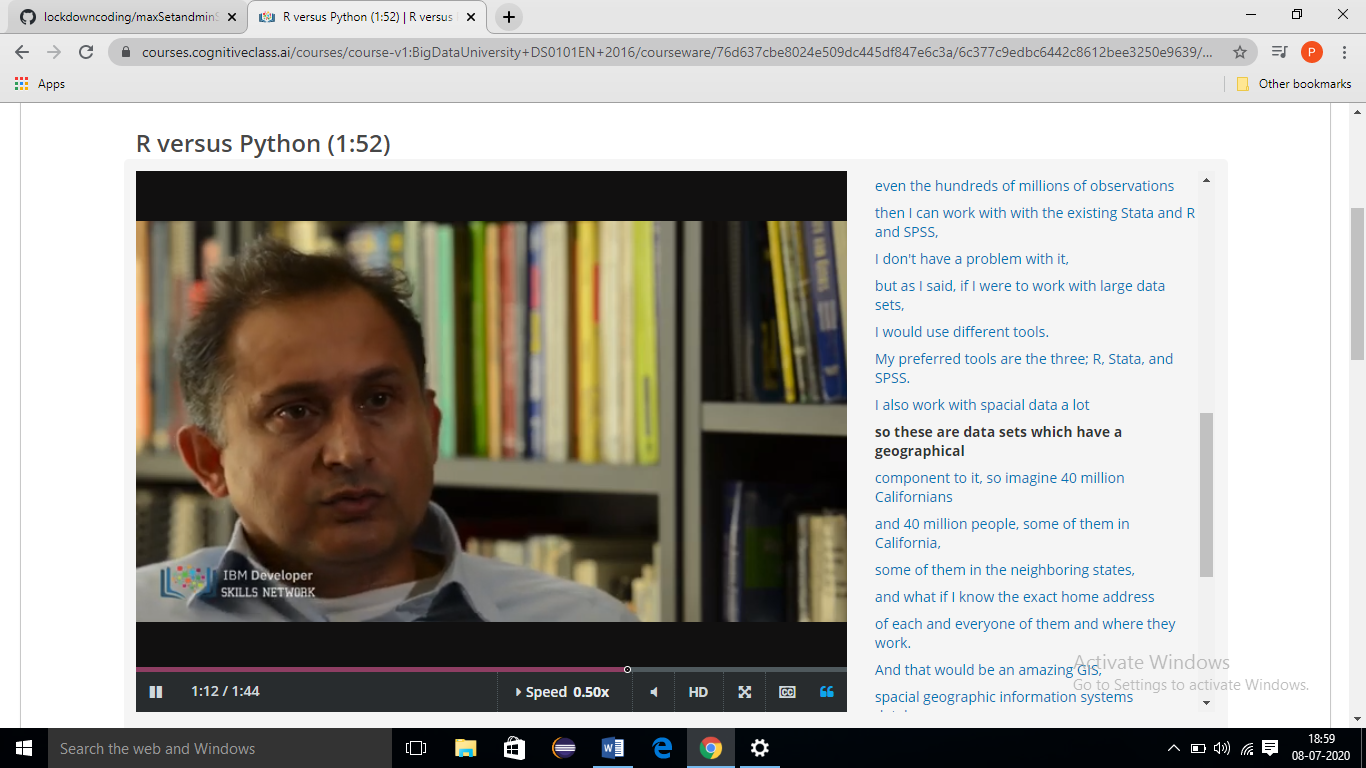 lockdowncoding/maxSetandminS
R versus Python (1:52) | R versus
courses.cognitiveclass.ai/courses/course-v1:BigDataUniversity+DS0101EN+2016/courseware/76d637cbe8024e509dc445df847e6c3a/6c377c9edbc6442c8612bee3250e9639/...
P
Apps
Other bookmarks
R versus Python (1:52)
even the hundreds of millions of observations
then I can work with with the existing Stata and R
and SPSS,
I don't have a problem with it,
but as I said, if I were to work with large data
sets,
I would use different tools.
My preferred tools are the three; R, Stata, and
SPSS.
I also work with spacial data a lot
so these are data sets which have a
geographical
component to it, so imagine 40 million
Californians
and 40 million people, some of them in
California,
some of them in the neighboring states,
and what if I know the exact home address
of each and everyone of them and where they
work.
And that would be an amazing GIS,
spacial geographic information systems
IBM Developer
SKILLS NETWORK
1:12 / 1:44
Speed 0.50x
HD
CC
Activate Windows
Go to Settings to activate Windows.
Search the web and Windows
18:59
08-07-2020